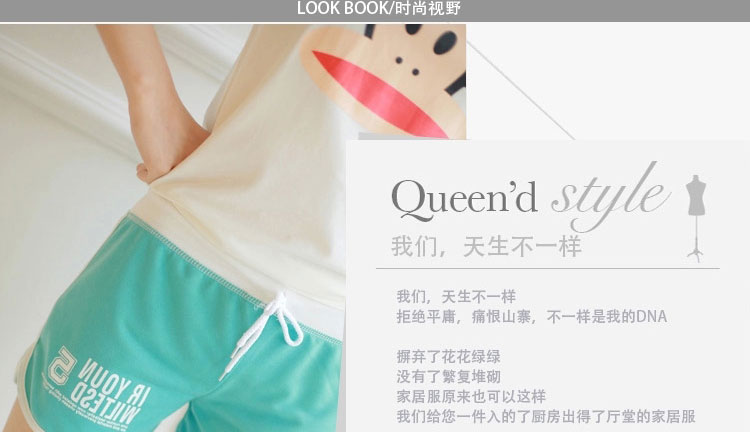 LOOK BOOK/时尚视野
Queen'd style
我们，天生不一样
我们，天生不一样
拒绝平庸，痛恨山寨，不一样是我的DNA
摒弃了花花绿绿
没有了繁复堆砌
家居服原来也可以这样
我们给您一件入的了厨房出得了厅堂的家居服
5
IR YOUN
WILTESD